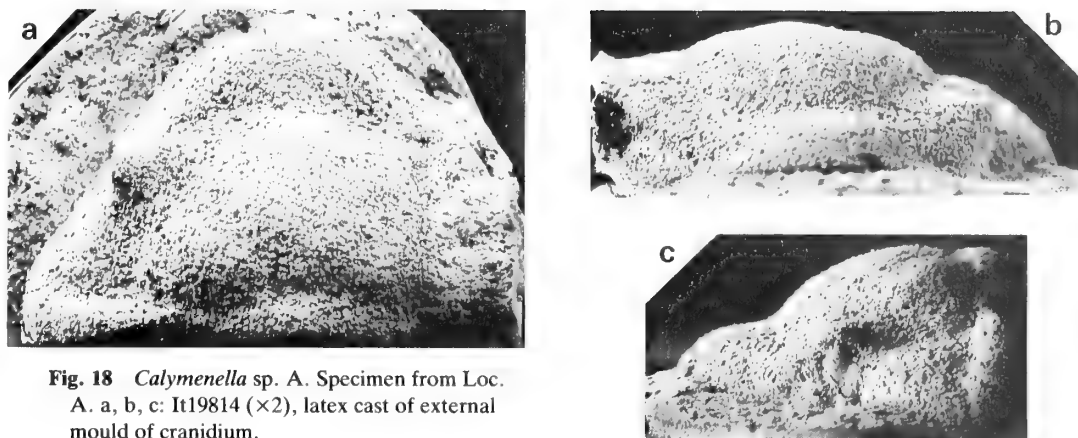 a
b
c
Fig. 18 Calymenella sp. A. Specimen from Loc.
A. a, b, c: It19814 (×2), latex cast of external
mould of cranidium.